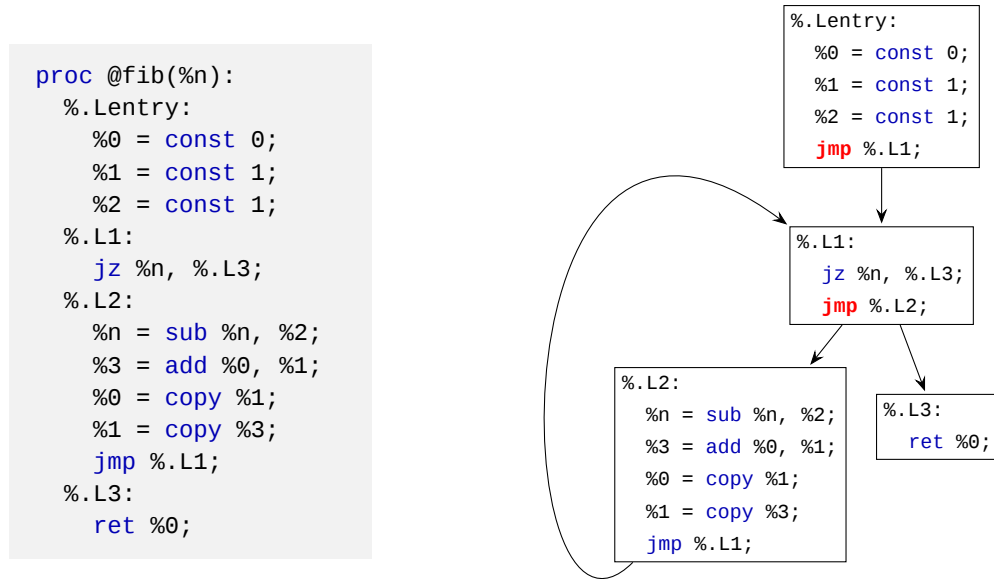 proc @fib(%n):
%.Lentry:
%0 = const 0;
%1 = const 1;
%2 = const 1;
%.L1:
jz %n, %.L3;
%.L2:
%n = sub %n, %2;
%3 = add %0, %1;
%0 = copy %1;
%1 = copy %3;
jmp %.L1;
%.L3:
ret %0;
%.Lentry:
%0 = const 0;
%1 = const 1;
%2 = const 1;
jmp %.L1;
%.L1:
jz %n, %.L3;
jmp %.L2;
%.L2:
%n = sub %n, %2;
%3 = add %0, %1;
%0 = copy %1;
%1 = copy %3;
jmp %.L1;
%.L3:
ret %0;